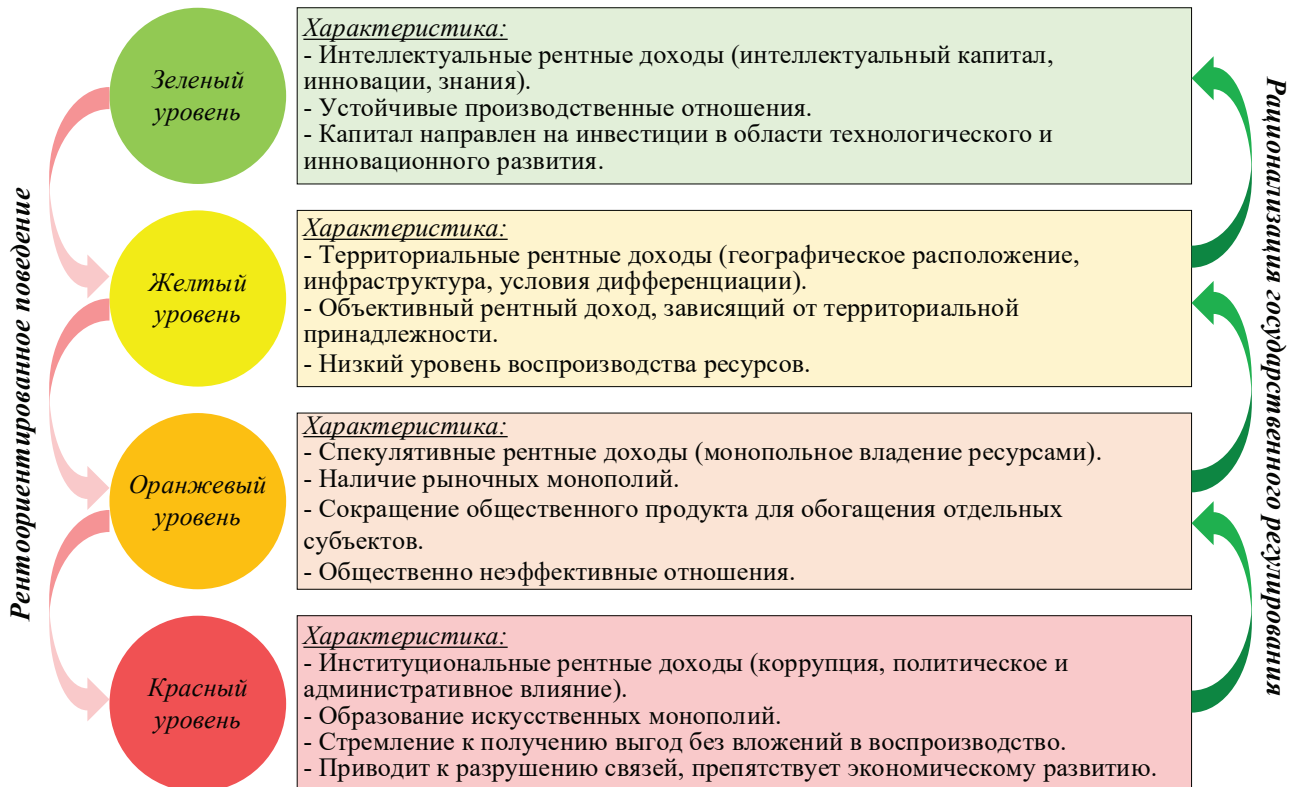 Рентоориентированное поведение
Зеленый
уровень
Характеристика:
- Интеллектуальные рентные доходы (интеллектуальный капитал,
инновации, знания).
- Устойчивые производственные отношения.
- Капитал направлен на инвестиции в области технологического и
инновационного развития.
Желтый
уровень
Характеристика:
- Территориальные рентные доходы (географическое расположение,
инфраструктура, условия дифференциации).
- Объективный рентный доход, зависящий от территориальной
принадлежности.
- Низкий уровень воспроизводства ресурсов.
Оранжевый
уровень
Характеристика:
- Спекулятивные рентные доходы (монопольное владение ресурсами).
- Наличие рыночных монополий.
- Сокращение общественного продукта для обогащения отдельных
субъектов.
- Общественно неэффективные отношения.
Красный
уровень
Характеристика:
- Институциональные рентные доходы (коррупция, политическое и
административное влияние).
- Образование искусственных монополий.
- Стремление к получению выгод без вложений в воспроизводство.
- Приводит к разрушению связей, препятствует экономическому развитию.
Рационализация государственного регулирования